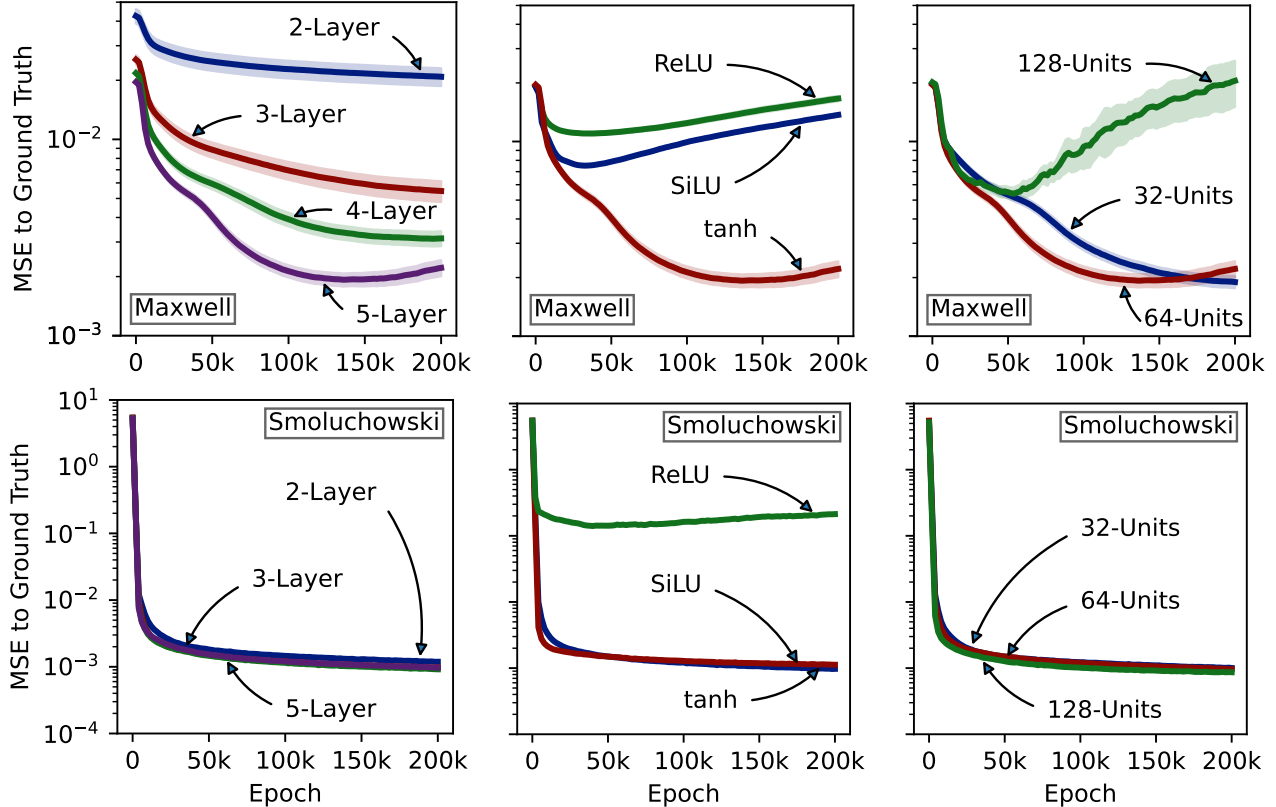 MSE to Ground Truth
10⁻²
10⁻³
2-Layer
3-Layer
4-Layer
5-Layer
Maxwell
0 50k 100k 150k 200k
ReLU
SiLU
tanh
Maxwell
0 50k 100k 150k 200k
128-Units
32-Units
64-Units
Maxwell
0 50k 100k 150k 200k
MSE to Ground Truth
10¹
10⁰
10⁻¹
10⁻²
10⁻³
10⁻⁴
Smoluchowski
2-Layer
3-Layer
5-Layer
0 50k 100k 150k 200k
Epoch
Smoluchowski
ReLU
SiLU
tanh
0 50k 100k 150k 200k
Epoch
Smoluchowski
32-Units
64-Units
128-Units
0 50k 100k 150k 200k
Epoch